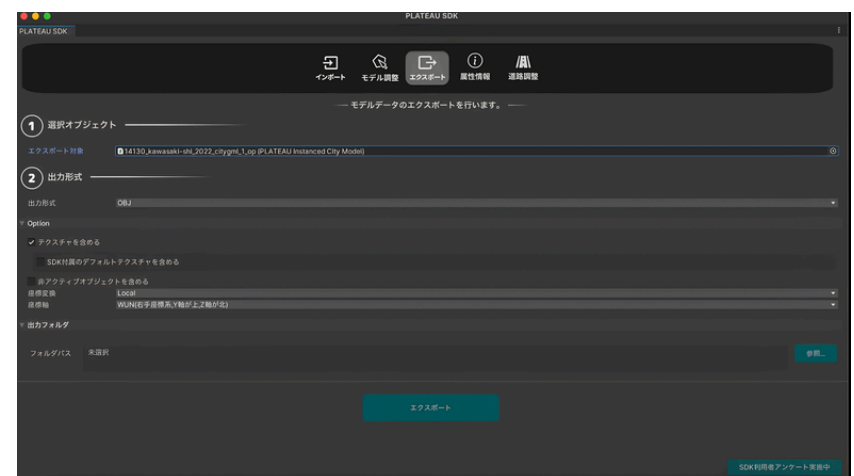 PLATEAU SDK
PLATEAU SDK
インポート
モデル調整
エクスポート
属性情報
道路調整
モデルデータのエクスポートを行います。
1 選択オブジェクト
エクスポート対象 14130_kawasaki-shi_2022_citygml_1_op (PLATEAU Instanced City Model)
2 出力形式
出力形式 OBJ
Option
テクスチャを含める
SDK付属のデフォルトテクスチャを含める
非アクティブオブジェクトを含める
座標変換 Local
座標軸 WUN(右手座標系,Y軸が上,Z軸が北)
出力フォルダ
フォルダパス 未選択 参照...
エクスポート
SDK利用者アンケート実施中